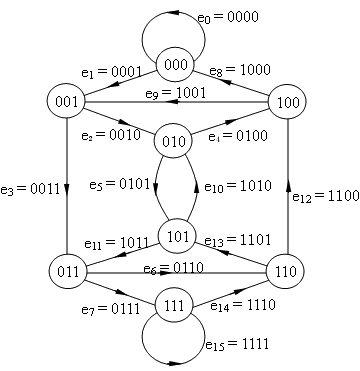 e₀ = 0000
000
e₁ = 0001
e₈ = 1000
001
e₉ = 1001
100
e₂ = 0010
010
e₄ = 0100
e₅ = 0101
e₃ = 0011
e₁₀ = 1010
e₁₂ = 1100
101
e₁₁ = 1011
e₁₃ = 1101
011
e₆ = 0110
110
111
e₇ = 0111
e₁₄ = 1110
e₁₅ = 1111